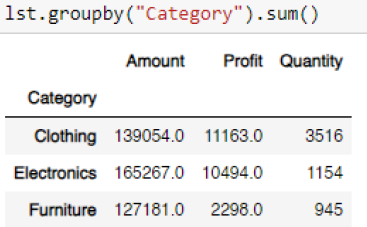 lst.groupby("Category").sum()
Amount Profit Quantity
Category
Clothing 139054.0 11163.0 3516
Electronics 165267.0 10494.0 1154
Furniture 127181.0 2298.0 945